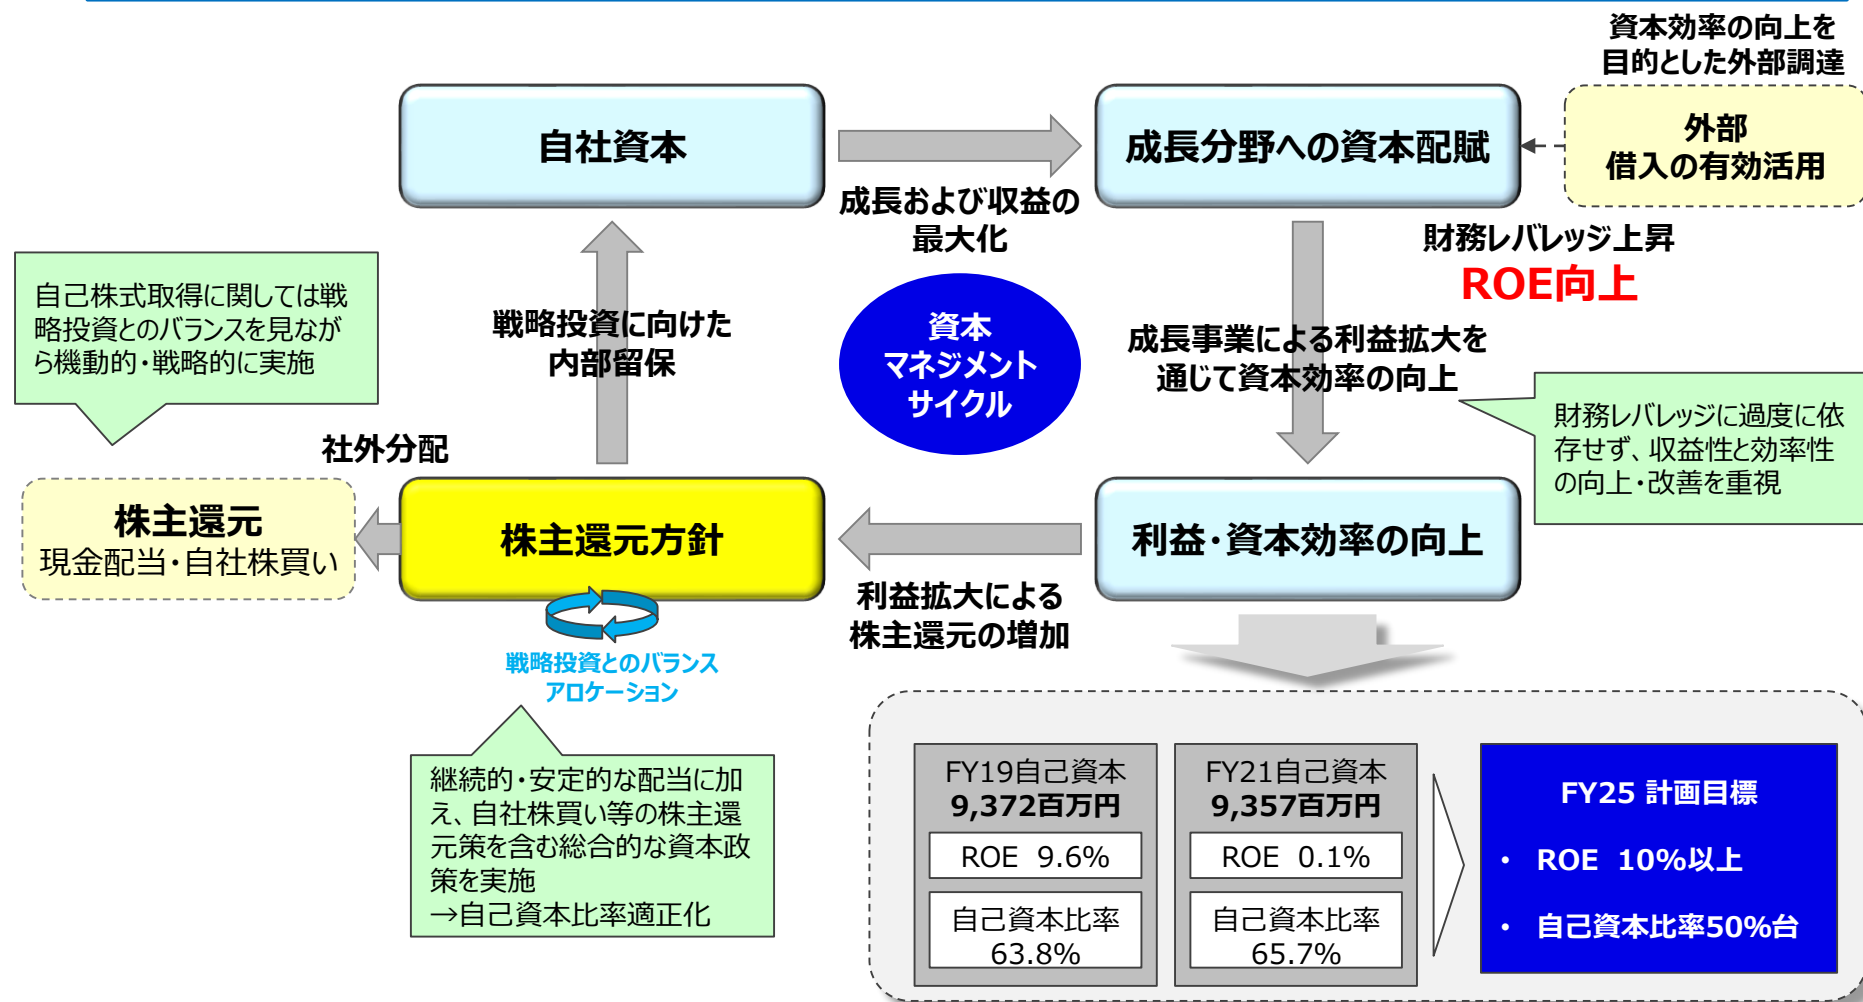 資本効率の向上を
目的とした外部調達
自社資本
成長分野への資本配賦
外部
借入の有効活用
成長および収益の
最大化
財務レバレッジ上昇
ROE向上
自己株式取得に関しては戦
略投資とのバランスを見なが
ら機動的・戦略的に実施
戦略投資に向けた
内部留保
資本
マネジメント
サイクル
成長事業による利益拡大を
通じて資本効率の向上
財務レバレッジに過度に依
存せず、収益性と効率性
の向上・改善を重視
社外分配
株主還元
現金配当・自社株買い
株主還元方針
利益・資本効率の向上
利益拡大による
株主還元の増加
戦略投資とのバランス
アロケーション
継続的・安定的な配当に加
え、自社株買い等の株主還
元策を含む総合的な資本政
策を実施
→自己資本比率適正化
FY19自己資本
9,372百万円
ROE 9.6%
自己資本比率
63.8%
FY21自己資本
9,357百万円
ROE 0.1%
自己資本比率
65.7%
FY25 計画目標
• ROE 10%以上
• 自己資本比率50%台